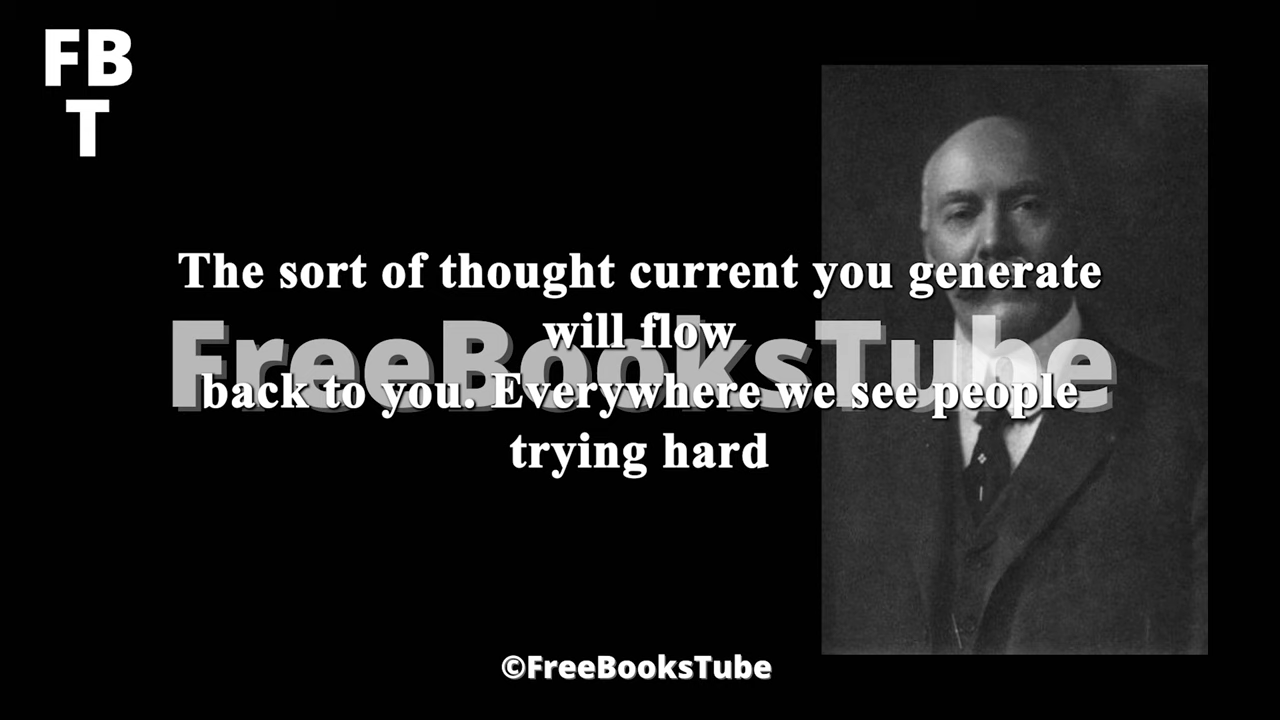 FB
T
The sort of thought current you generate
will flow
FreeBooksTube
back to you. Everywhere we see people
trying hard
©FreeBooksTube